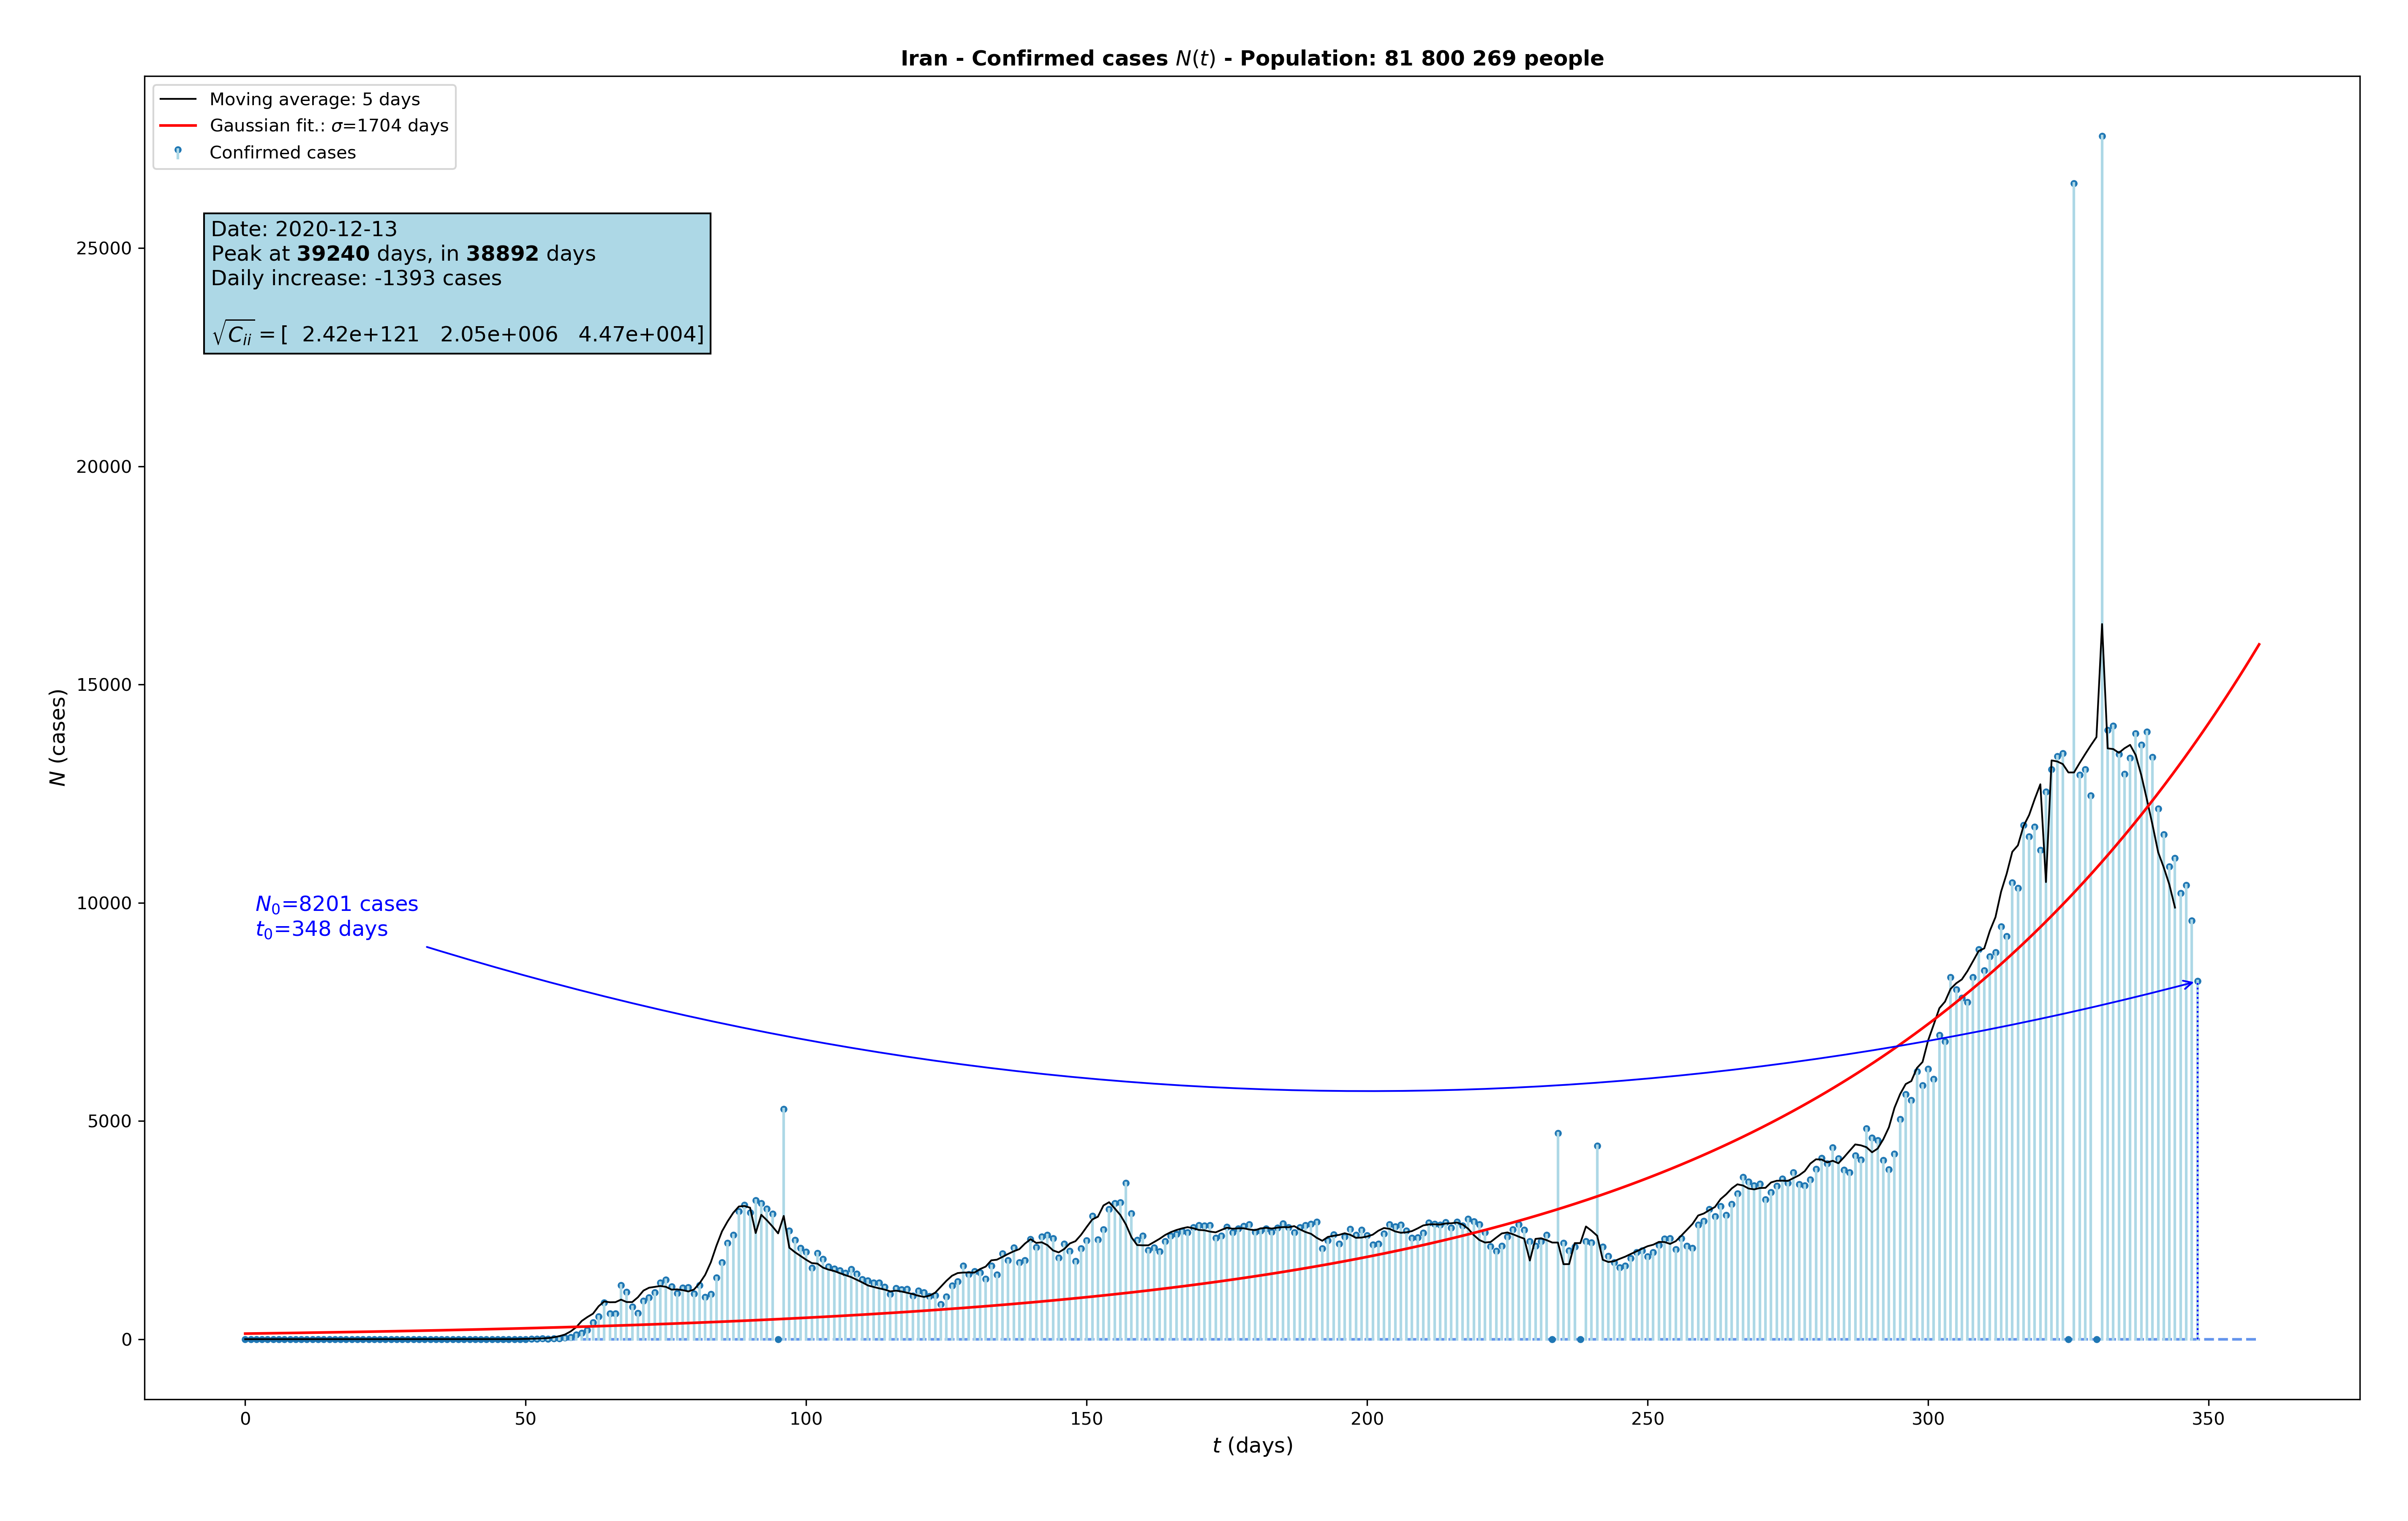 Iran - Confirmed cases N(t) - Population: 81 800 269 people
Moving average: 5 days
Gaussian fit.: σ=1704 days
Confirmed cases
Date: 2020-12-13
Peak at 39240 days, in 38892 days
Daily increase: -1393 cases
√C_ii = [ 2.42e+121 2.05e+006 4.47e+004]
N_0=8201 cases
t_0=348 days
N (cases)
25000
20000
15000
10000
5000
0
0 50 100 150 200 250 300 350
t (days)